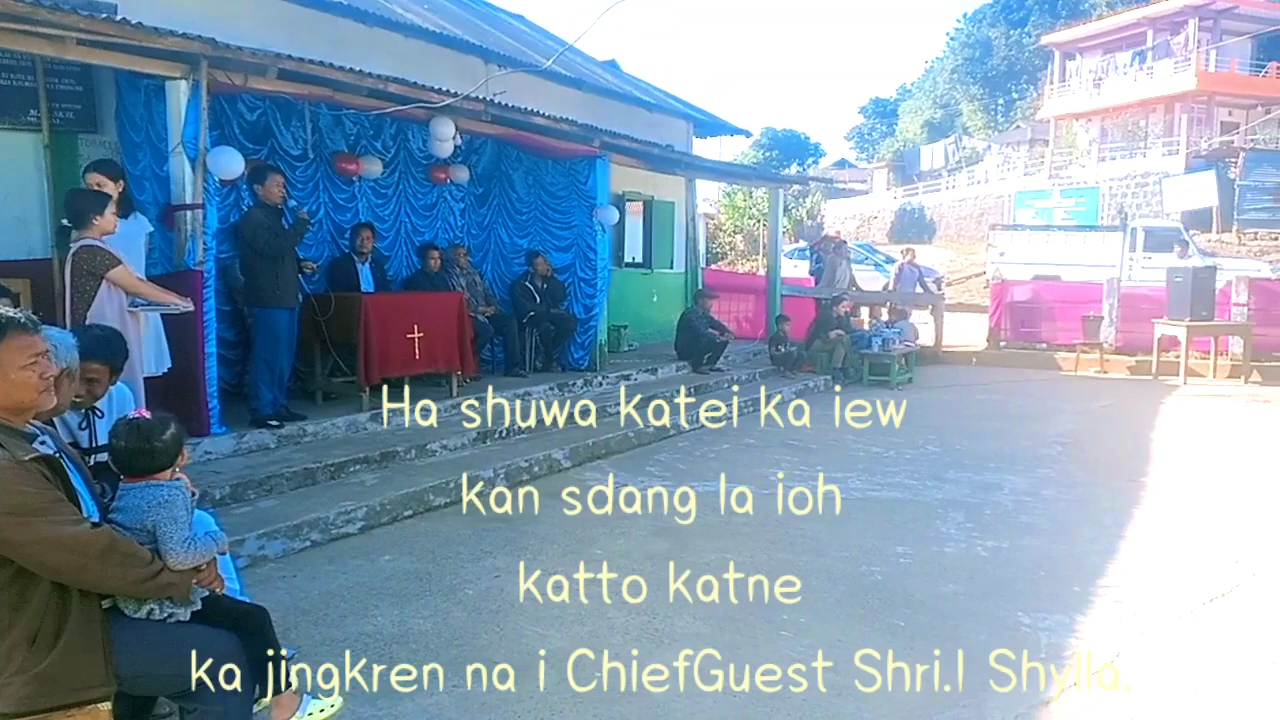 Ha shuwa katei ka iew
kan sdang la ioh
katto katne
ka jingkren na i ChiefGuest Shri.I Shylla.